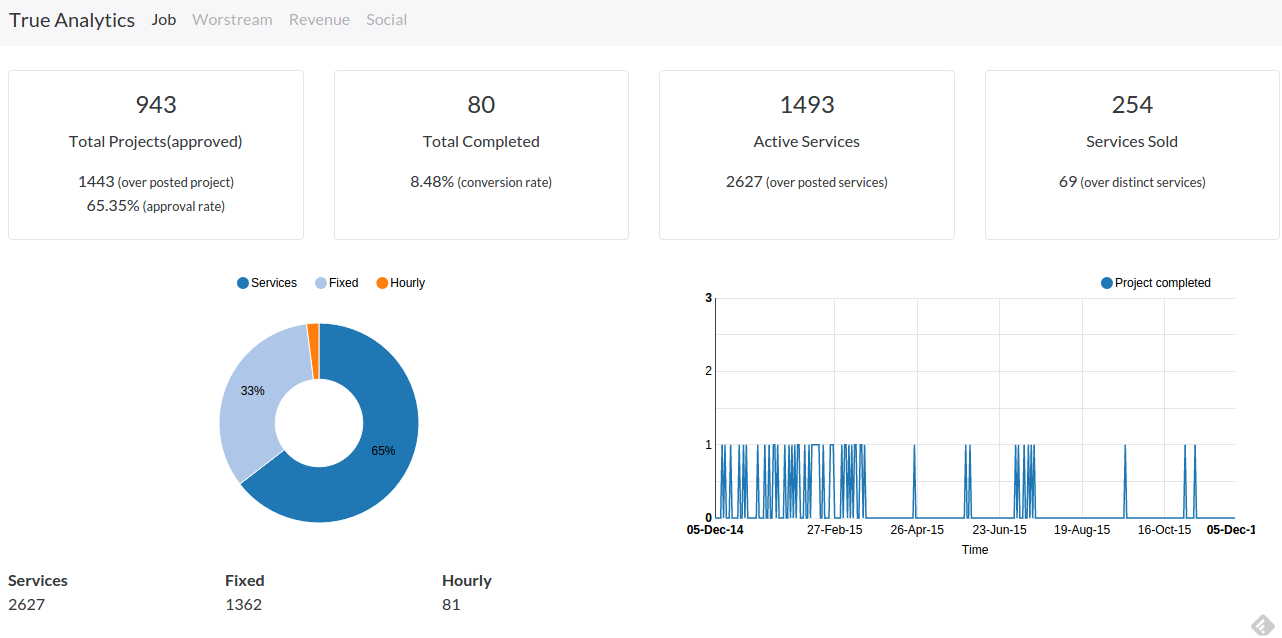 True Analytics Job Worstream Revenue Social
943
Total Projects(approved)
1443 (over posted project)
65.35% (approval rate)
80
Total Completed
8.48% (conversion rate)
1493
Active Services
2627 (over posted services)
254
Services Sold
69 (over distinct services)
Services Fixed Hourly
33%
65%
Project completed
3
2
1
0
05-Dec-14 27-Feb-15 26-Apr-15 23-Jun-15 19-Aug-15 16-Oct-15 05-Dec-1
Time
Services Fixed Hourly
2627 1362 81